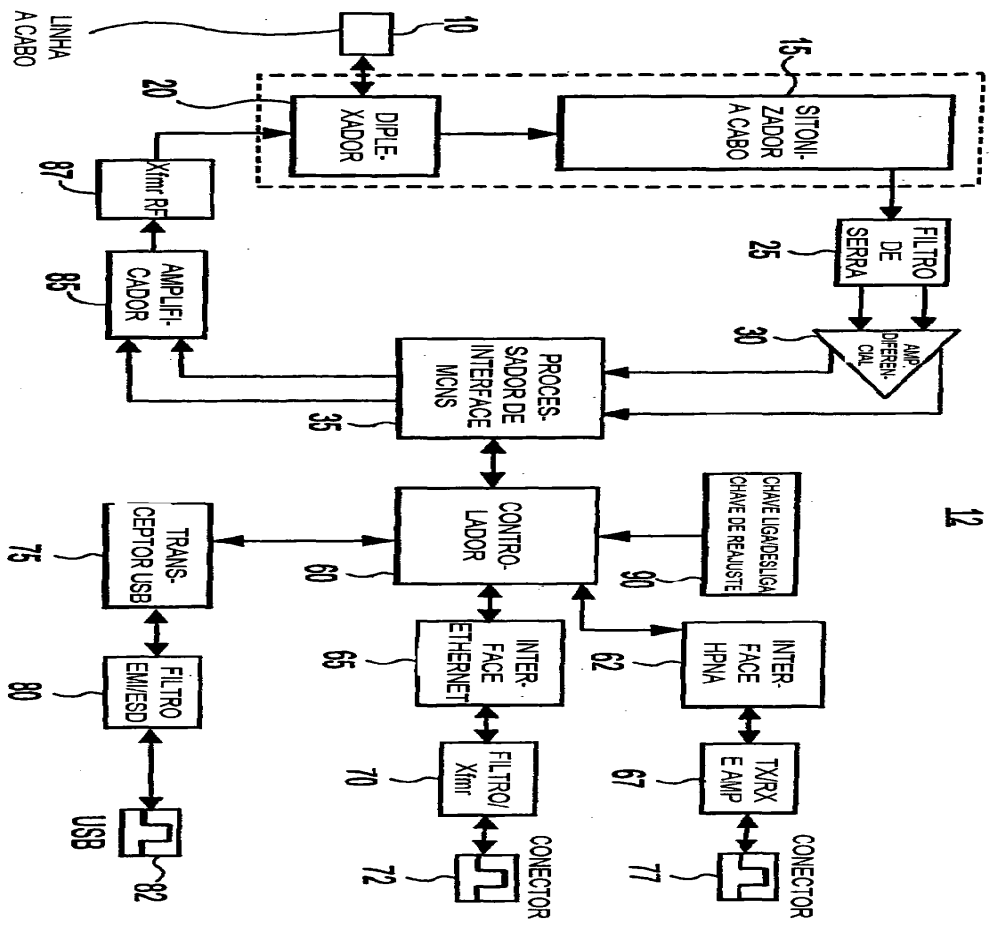 LINHA
A CABO
10
20
DIPLE-
XADOR
15
SITONI-
ZADOR
A CABO
87
Xfmr RF
25
FILTRO
DE
SERRA
85
AMPLIFI-
CADOR
30
AMP.
DIFEREN-
CIAL
PROCES-
SADOR DE
INTERFACE
MCNS
35
12
CHAVE LIGA/DESLIGA
CHAVE DE REAJUSTE
90
CONTRO-
LADOR
60
TRANS-
CEPTOR USB
75
INTER-
FACE
ETHERNET
65
INTER-
FACE
HPNA
62
FILTRO
EMI/ESD
80
FILTRO/
Xfmr
70
TX/RX
E AMP
67
USB
82
CONECTOR
72
CONECTOR
77